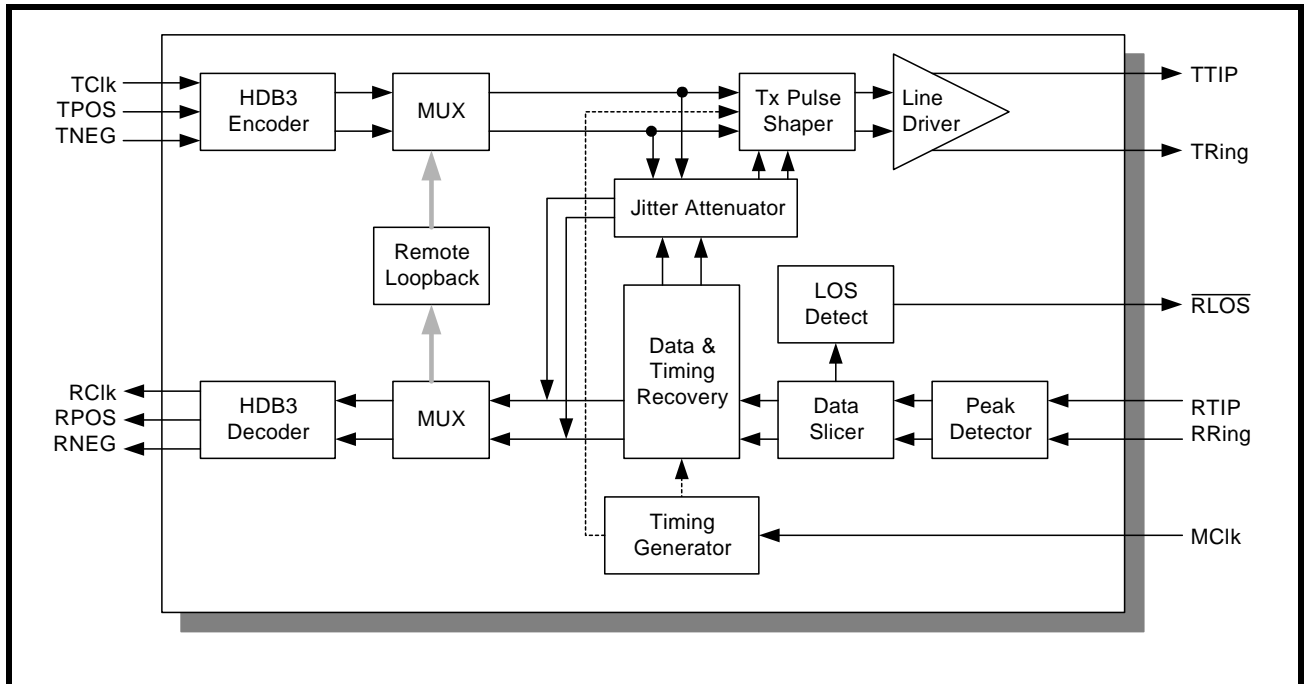 TClk
TPOS
TNEG
HDB3
Encoder
MUX
Tx Pulse
Shaper
Line
Driver
TTIP
TRing
Jitter Attenuator
Remote
Loopback
LOS
Detect
RLOS
Data &
Timing
Recovery
RClk
RPOS
RNEG
HDB3
Decoder
MUX
Data
Slicer
Peak
Detector
RTIP
RRing
Timing
Generator
MClk